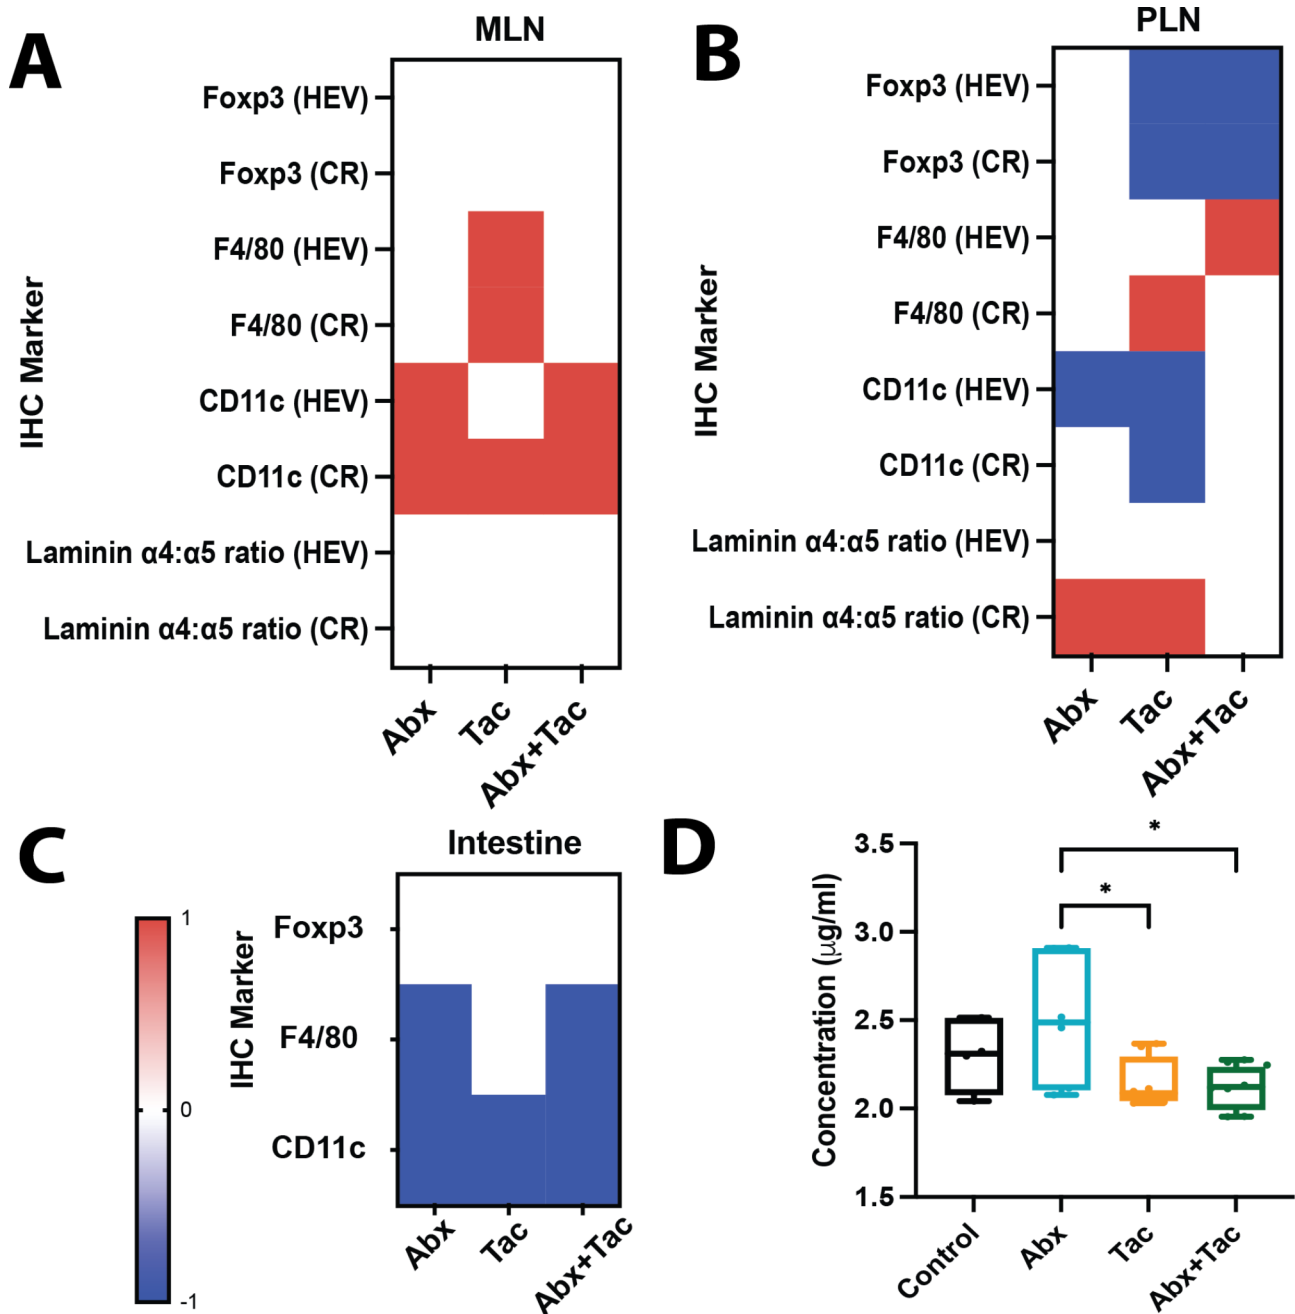 A
MLN
IHC Marker
Foxp3 (HEV)
Foxp3 (CR)
F4/80 (HEV)
F4/80 (CR)
CD11c (HEV)
CD11c (CR)
Laminin α4:α5 ratio (HEV)
Laminin α4:α5 ratio (CR)
Abx
Tac
Abx+Tac
B
PLN
IHC Marker
Foxp3 (HEV)
Foxp3 (CR)
F4/80 (HEV)
F4/80 (CR)
CD11c (HEV)
CD11c (CR)
Laminin α4:α5 ratio (HEV)
Laminin α4:α5 ratio (CR)
Abx
Tac
Abx+Tac
C
1
0
-1
Intestine
IHC Marker
Foxp3
F4/80
CD11c
Abx
Tac
Abx+Tac
D
Concentration (μg/ml)
3.5
3.0
2.5
2.0
1.5
*
*
Control
Abx
Tac
Abx+Tac